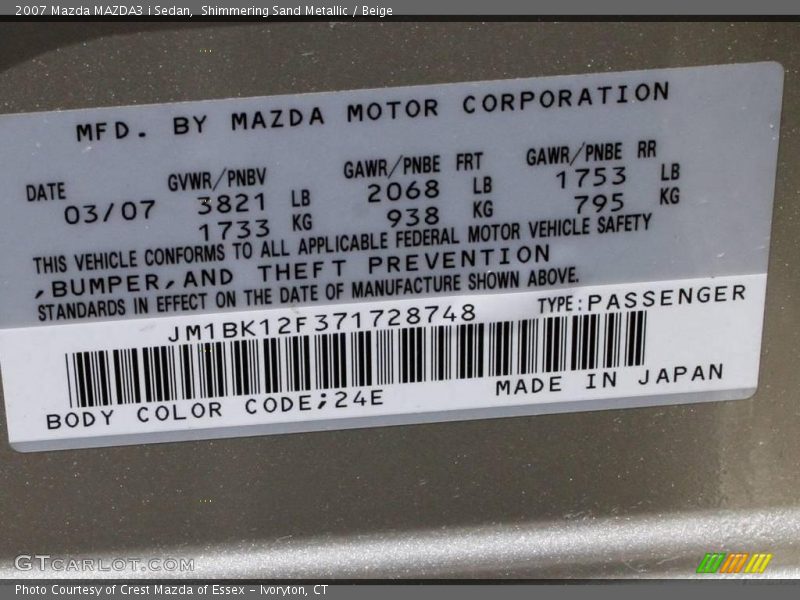 2007 Mazda MAZDA3 i Sedan,  Shimmering Sand Metallic / Beige
MFD. BY MAZDA MOTOR CORPORATION
DATE GVWR/PNBV GAWR/PNBE FRT GAWR/PNBE RR
03/07 3821 LB 2068 LB 1753 LB
1733 KG 938 KG 795 KG
THIS VEHICLE CONFORMS TO ALL APPLICABLE FEDERAL MOTOR VEHICLE SAFETY
,BUMPER,AND THEFT PREVENTION
STANDARDS IN EFFECT ON THE DATE OF MANUFACTURE SHOWN ABOVE.
JM1BK12F371728748 TYPE:PASSENGER
BODY COLOR CODE;24E MADE IN JAPAN
GTCARLOT.COM
Photo Courtesy of Crest Mazda of Essex – Ivoryton, CT